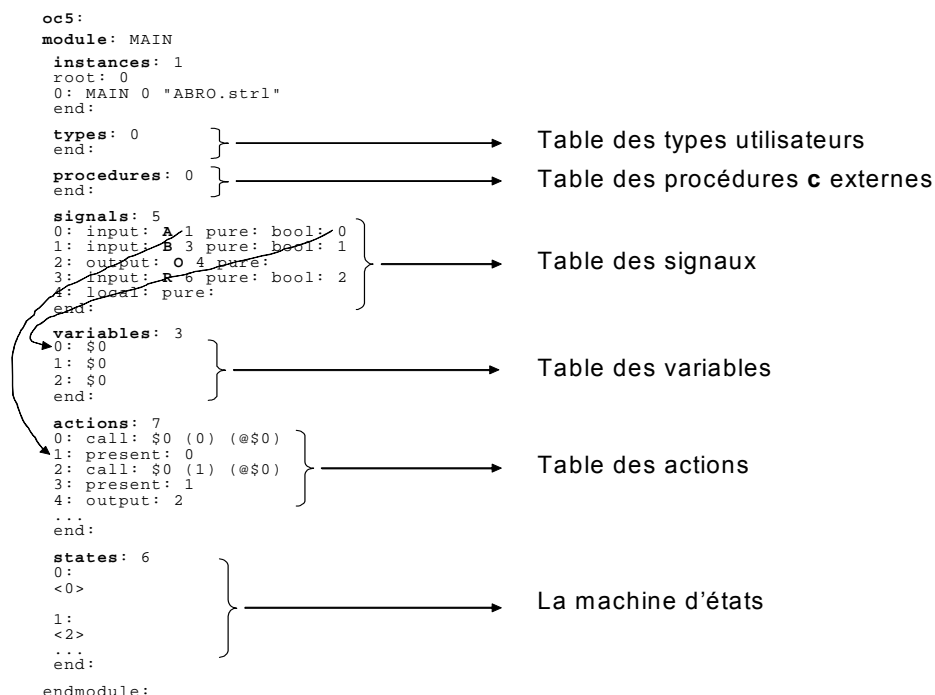 oc5:
module: MAIN
instances: 1
root: 0
0: MAIN 0 "ABRO.strl"
end:
types: 0
end:
Table des types utilisateurs
procedures: 0
end:
Table des procédures c externes
signals: 5
0: input: A 1 pure: bool: 0
1: input: B 3 pure: bool: 1
2: output: O 4 pure:
3: input: R 6 pure: bool: 2
4: local: pure:
end:
Table des signaux
variables: 3
0: $0
1: $0
2: $0
end:
Table des variables
actions: 7
0: call: $0 (0) (@$0)
1: present: 0
2: call: $0 (1) (@$0)
3: present: 1
4: output: 2
...
end:
Table des actions
states: 6
0:
<0>
1:
<2>
...
end:
La machine d'états
endmodule: